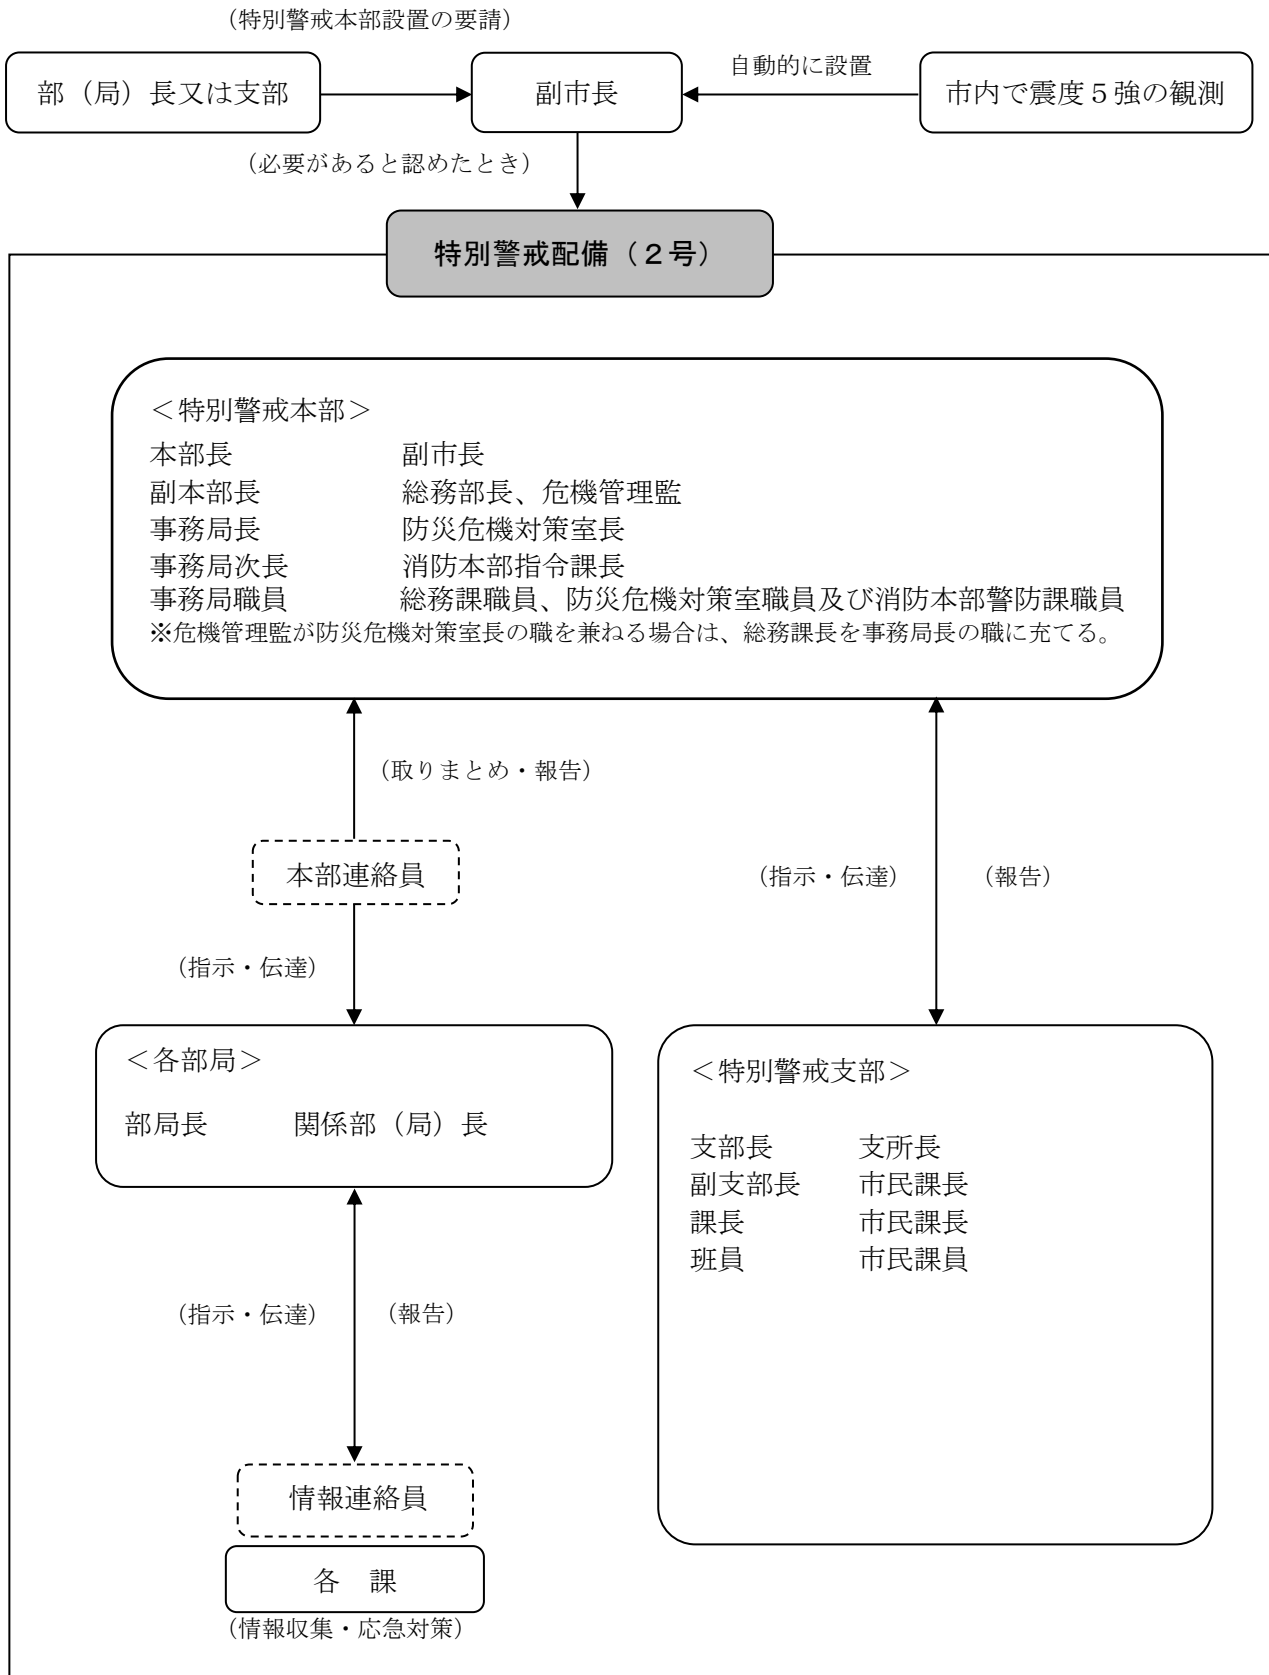 （特別警戒本部設置の要請）
部（局）長又は支部
副市長
自動的に設置
市内で震度５強の観測
（必要があると認めたとき）
特別警戒配備（２号）
＜特別警戒本部＞
本部長　副市長
副本部長　総務部長、危機管理監
事務局長　防災危機対策室長
事務局次長　消防本部指令課長
事務局職員　総務課職員、防災危機対策室職員及び消防本部警防課職員
※危機管理監が防災危機対策室長の職を兼ねる場合は、総務課長を事務局長の職に充てる。
（取りまとめ・報告）
本部連絡員
（指示・伝達）
（指示・伝達）
（報告）
＜各部局＞
部局長　関係部（局）長
＜特別警戒支部＞
支部長　支所長
副支部長　市民課長
課長　市民課長
班員　市民課員
（指示・伝達）
（報告）
情報連絡員
各　課
（情報収集・応急対策）